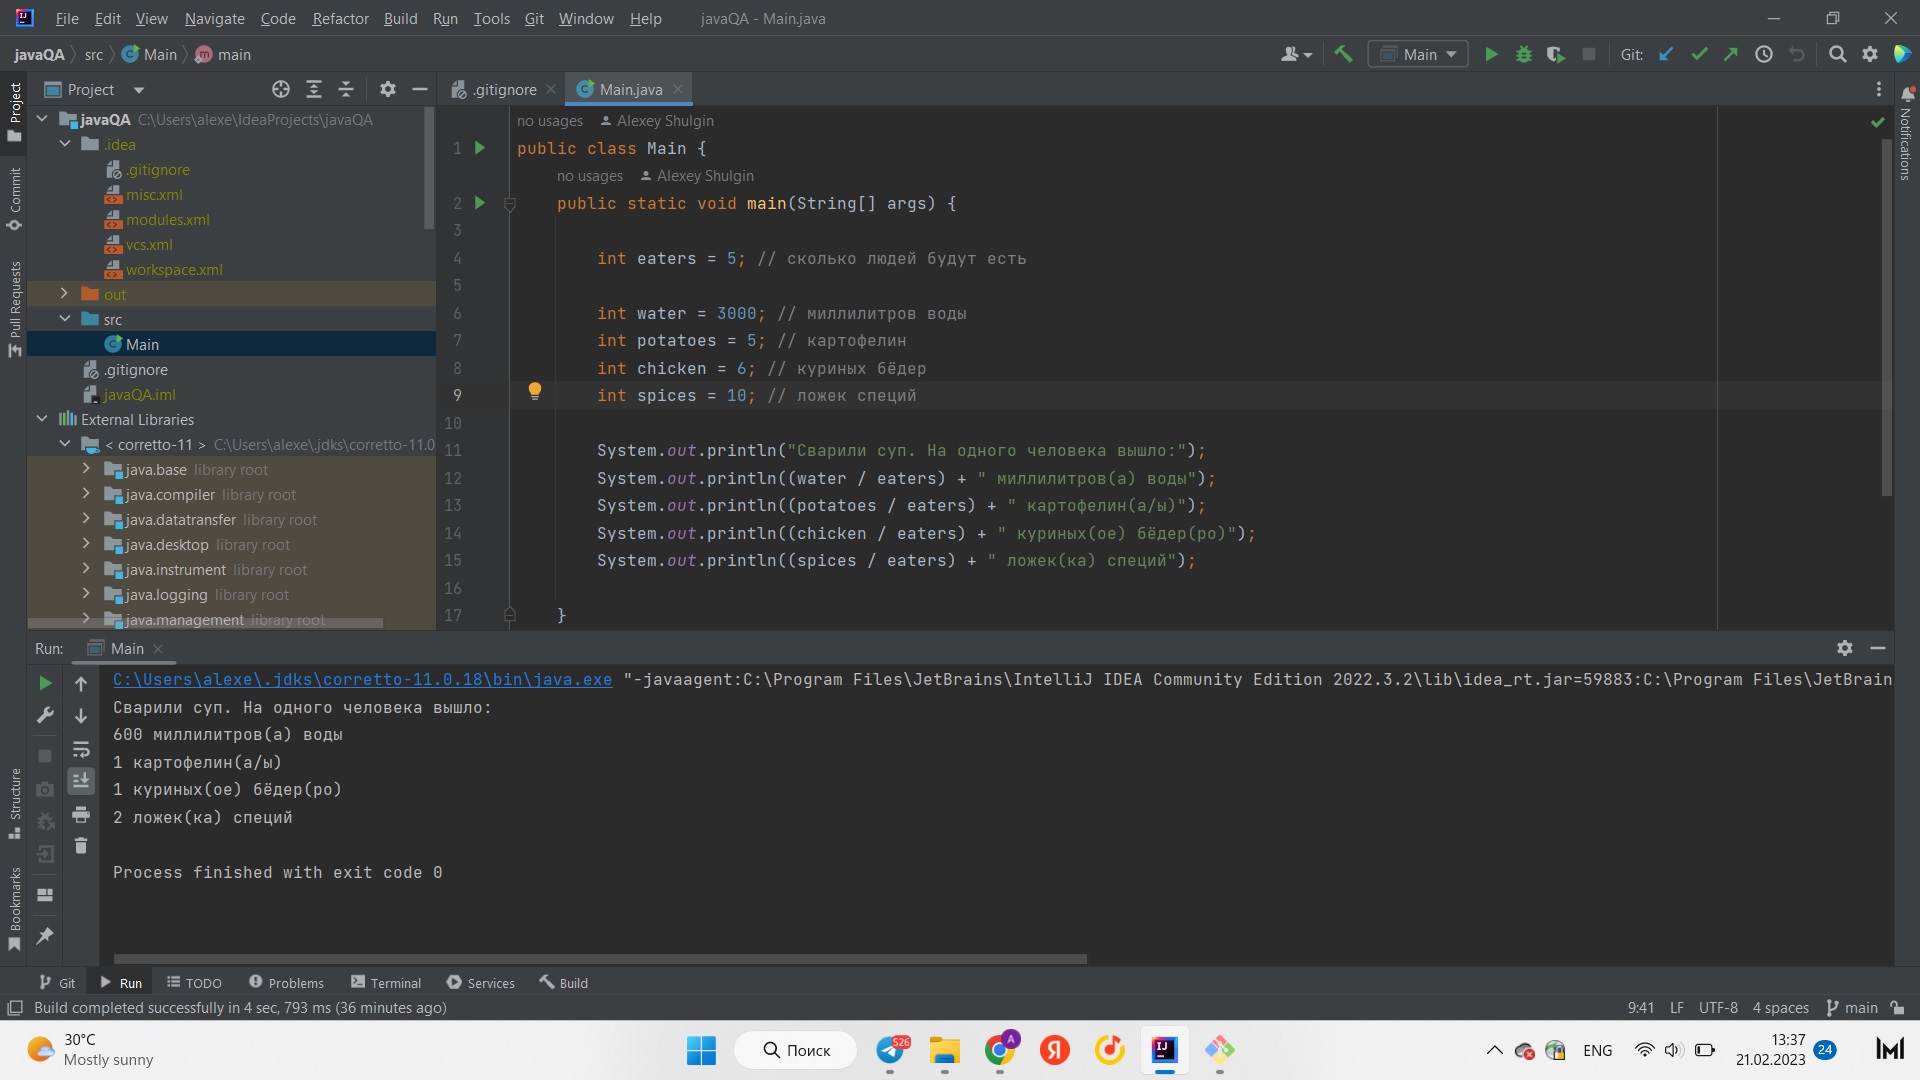 File Edit View Navigate Code Refactor Build Run Tools Git Window Help javaQA - Main.java
javaQA src Main main
Main
Git:
Project
.gitignore
Main.java
Project
Commit
Pull Requests
Structure
Bookmarks
Notifications
javaQA C:\Users\alexe\IdeaProjects\javaQA
.idea
.gitignore
misc.xml
modules.xml
vcs.xml
workspace.xml
out
src
Main
.gitignore
javaQA.iml
External Libraries
< corretto-11 > C:\Users\alexe\.jdks\corretto-11.0
java.base library root
java.compiler library root
java.datatransfer library root
java.desktop library root
java.instrument library root
java.logging library root
java.management library root
no usages Alexey Shulgin
1 public class Main {
no usages Alexey Shulgin
2 public static void main(String[] args) {
3
4 int eaters = 5; // сколько людей будут есть
5
6 int water = 3000; // миллилитров воды
7 int potatoes = 5; // картофелин
8 int chicken = 6; // куриных бёдер
9 int spices = 10; // ложек специй
10
11 System.out.println("Сварили суп. На одного человека вышло:");
12 System.out.println((water / eaters) + " миллилитров(а) воды");
13 System.out.println((potatoes / eaters) + " картофелин(а/ы)");
14 System.out.println((chicken / eaters) + " куриных(ое) бёдер(ро)");
15 System.out.println((spices / eaters) + " ложек(ка) специй");
16
17 }
Run: Main
C:\Users\alexe\.jdks\corretto-11.0.18\bin\java.exe "-javaagent:C:\Program Files\JetBrains\IntelliJ IDEA Community Edition 2022.3.2\lib\idea_rt.jar=59883:C:\Program Files\JetBrain
Сварили суп. На одного человека вышло:
600 миллилитров(а) воды
1 картофелин(а/ы)
1 куриных(ое) бёдер(ро)
2 ложек(ка) специй
Process finished with exit code 0
Git Run TODO Problems Terminal Services Build
Build completed successfully in 4 sec, 793 ms (36 minutes ago)
9:41 LF UTF-8 4 spaces main
30°C
Mostly sunny
Поиск
526
A
Я
IJ
ENG
13:37
21.02.2023
24